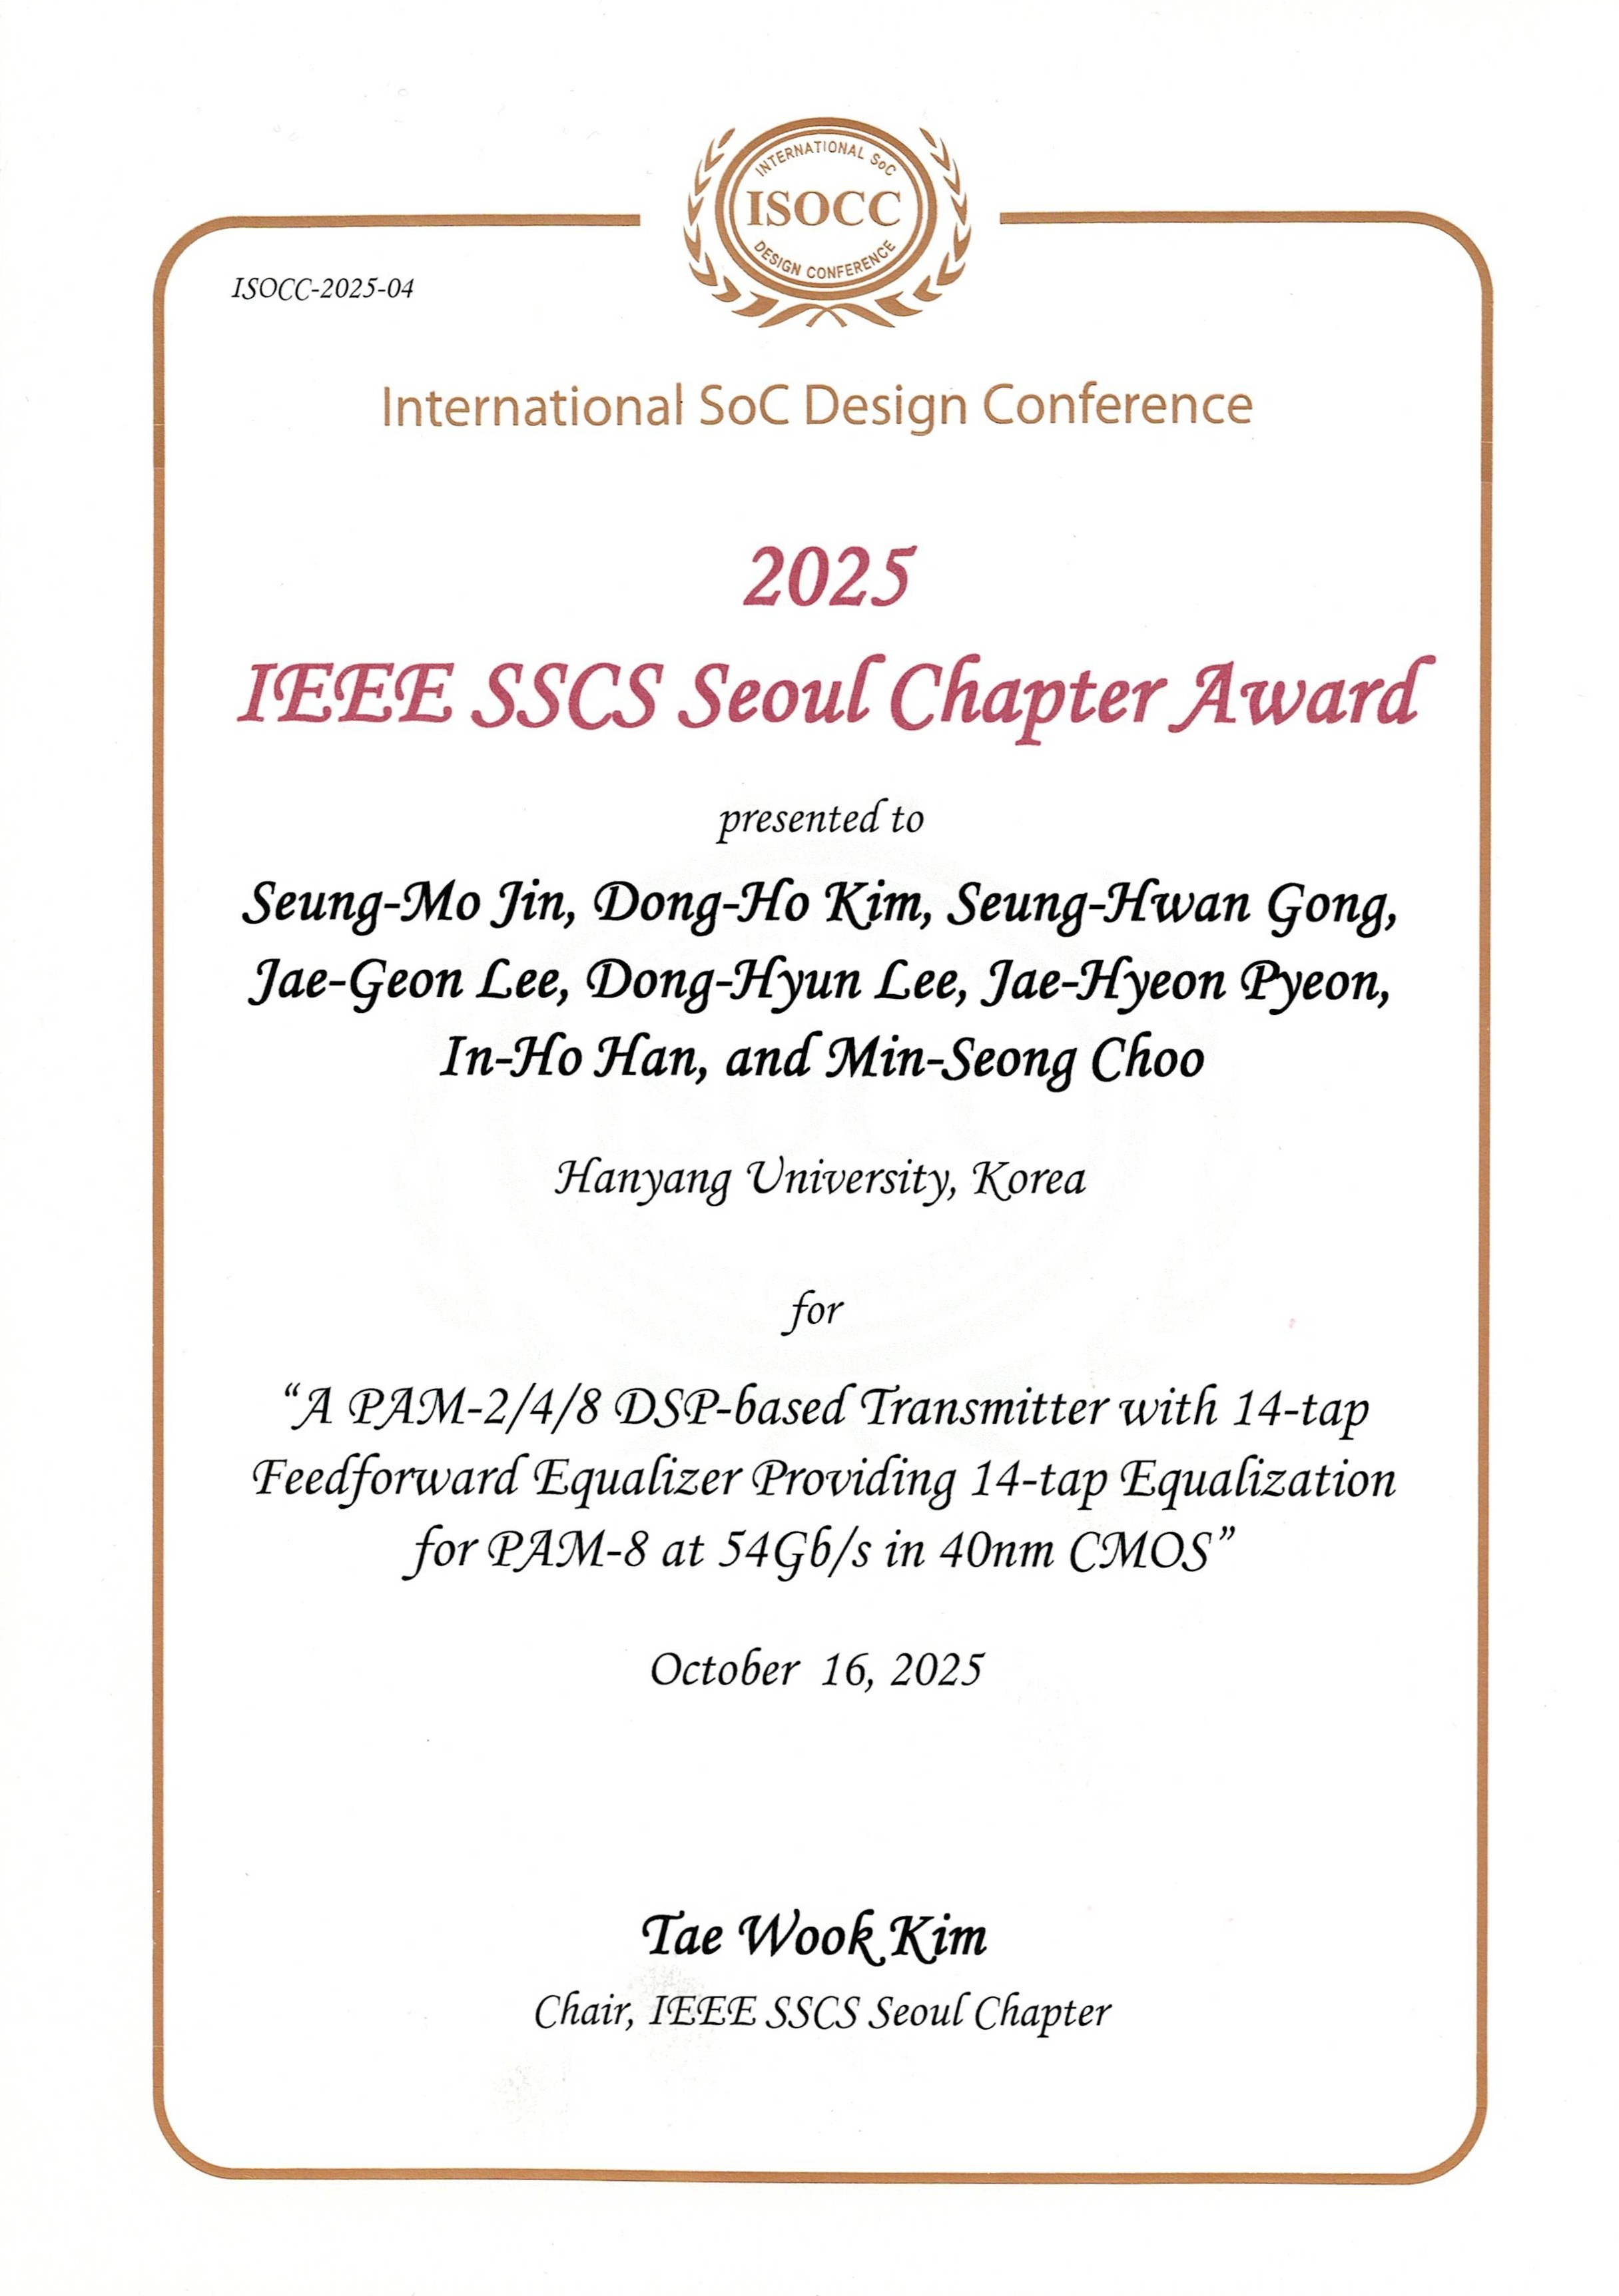 INTERNATIONAL SoC
ISOCC
DESIGN CONFERENCE
ISOCC-2025-04
International SoC Design Conference
2025
IEEE SSCS Seoul Chapter Award
presented to
Seung-Mo Jin, Dong-Ho Kim, Seung-Hwan Gong,
Jae-Geon Lee, Dong-Hyun Lee, Jae-Hyeon Pyeon,
In-Ho Han, and Min-Seong Choo
Hanyang University, Korea
for
“A PAM-2/4/8 DSP-based Transmitter with 14-tap
Feedforward Equalizer Providing 14-tap Equalization
for PAM-8 at 54Gb/s in 40nm CMOS”
October 16, 2025
Tae Wook Kim
Chair, IEEE SSCS Seoul Chapter